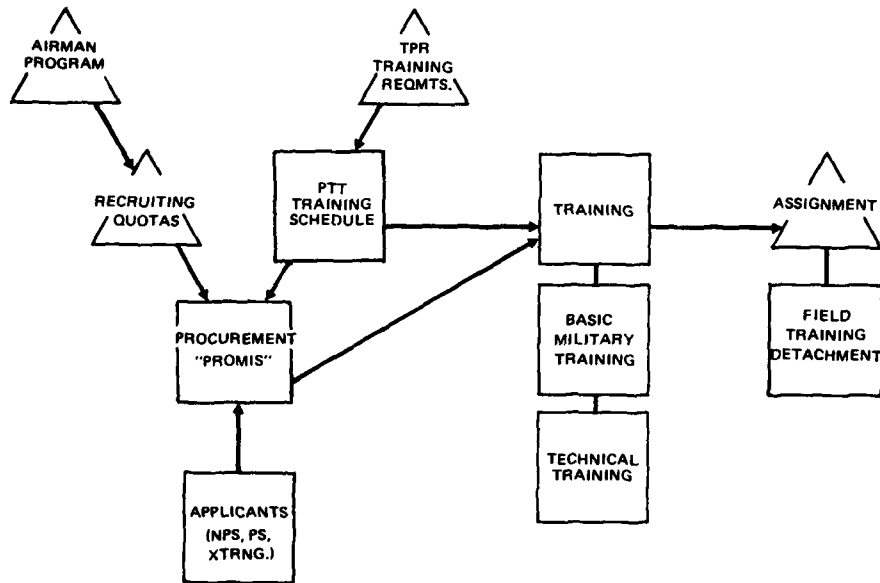 AIRMAN
PROGRAM
TPR
TRAINING
REQMTS.
RECRUITING
QUOTAS
PTT
TRAINING
SCHEDULE
TRAINING
ASSIGNMENT
PROCUREMENT
"PROMIS"
BASIC
MILITARY
TRAINING
FIELD
TRAINING
DETACHMENT
TECHNICAL
TRAINING
APPLICANTS
(NPS, PS,
XTRNG.)